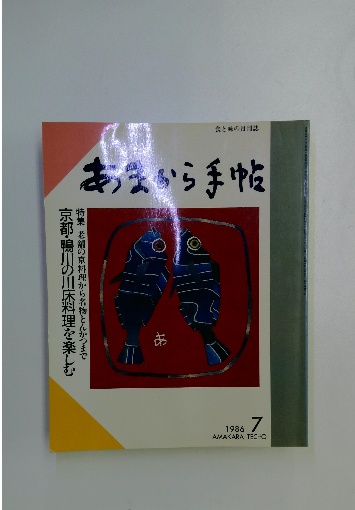 食と味の月刊誌
あまから手帖
特集 老舗の京料理から名物とんかつまで
京都・鴨川の川床料理を楽しむ
あ
1986 7
AMAKARA TECHO